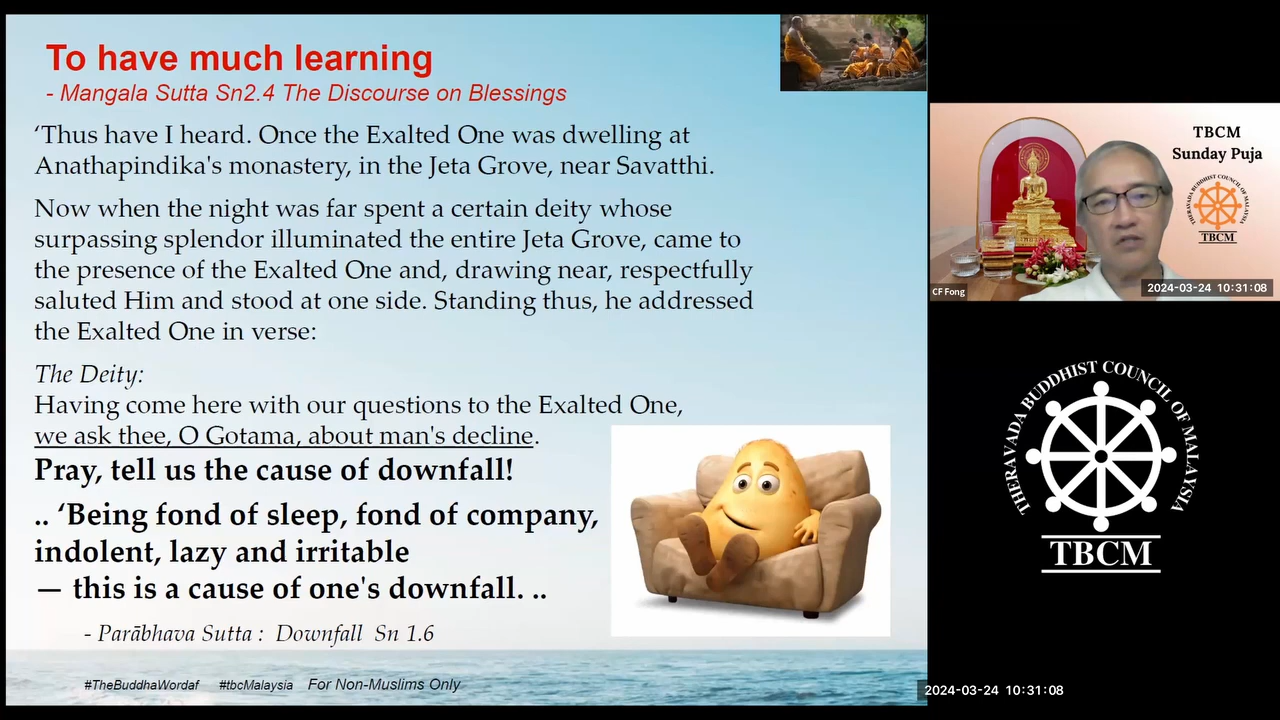 To have much learning
- Mangala Sutta Sn2.4 The Discourse on Blessings
‘Thus have I heard. Once the Exalted One was dwelling at
Anathapindika's monastery, in the Jeta Grove, near Savatthi.
Now when the night was far spent a certain deity whose
surpassing splendor illuminated the entire Jeta Grove, came to
the presence of the Exalted One and, drawing near, respectfully
saluted Him and stood at one side. Standing thus, he addressed
the Exalted One in verse:
The Deity:
Having come here with our questions to the Exalted One,
we ask thee, O Gotama, about man's decline.
Pray, tell us the cause of downfall!
.. ‘Being fond of sleep, fond of company,
indolent, lazy and irritable
— this is a cause of one's downfall. ..
- Parābhava Sutta : Downfall Sn 1.6
#TheBuddhaWordaf #tbcMalaysia For Non-Muslims Only
TBCM
Sunday Puja
THERAVADA BUDDHIST COUNCIL OF MALAYSIA
TBCM
CF Fong
2024-03-24 10:31:08
THERAVADA BUDDHIST COUNCIL OF MALAYSIA
TBCM
2024-03-24 10:31:08